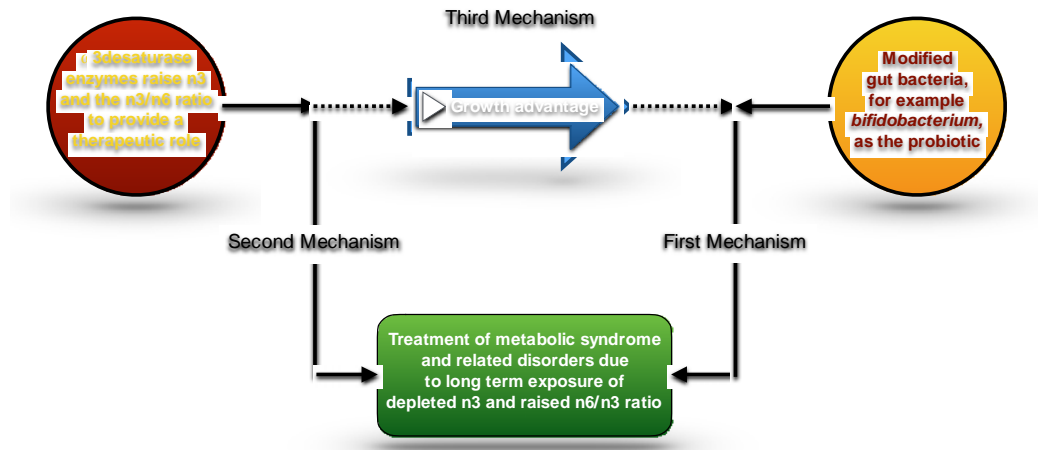 Third Mechanism
3desaturase
enzymes raise n3
and the n3/n6 ratio
to provide a
therapeutic role
Growth advantage
Modified
gut bacteria,
for example
bifidobacterium,
as the probiotic
Second Mechanism
First Mechanism
Treatment of metabolic syndrome
and related disorders due
to long term exposure of
depleted n3 and raised n6/n3 ratio